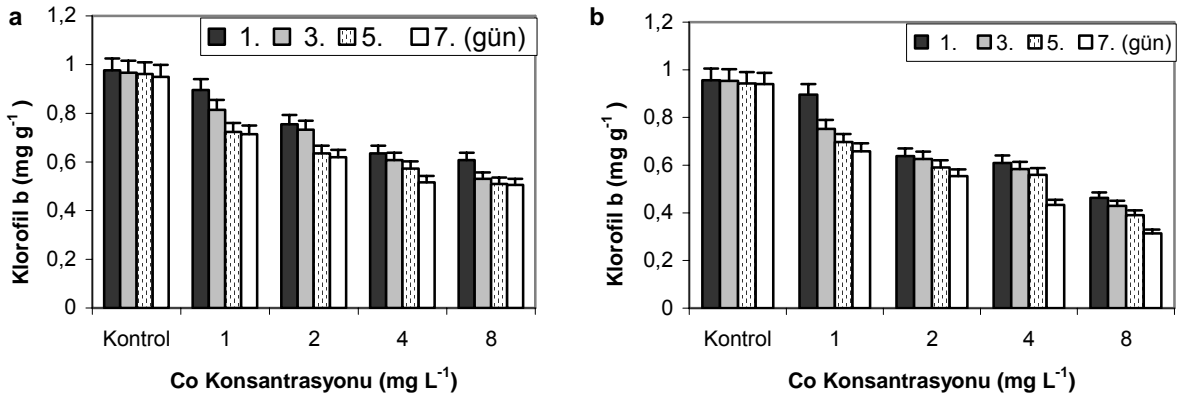 a
1,2
1
0,8
0,6
0,4
0,2
0
Klorofil b (mg g⁻¹ )
1. 3. 5. 7. (gün)
Kontrol 1 2 4 8
Co Konsantrasyonu (mg L⁻¹)
b
1,2
1
0,8
0,6
0,4
0,2
0
Klorofil b (mg g⁻¹ )
1. 3. 5. 7. (gün)
Kontrol 1 2 4 8
Co Konsantrasyonu (mg L⁻¹)